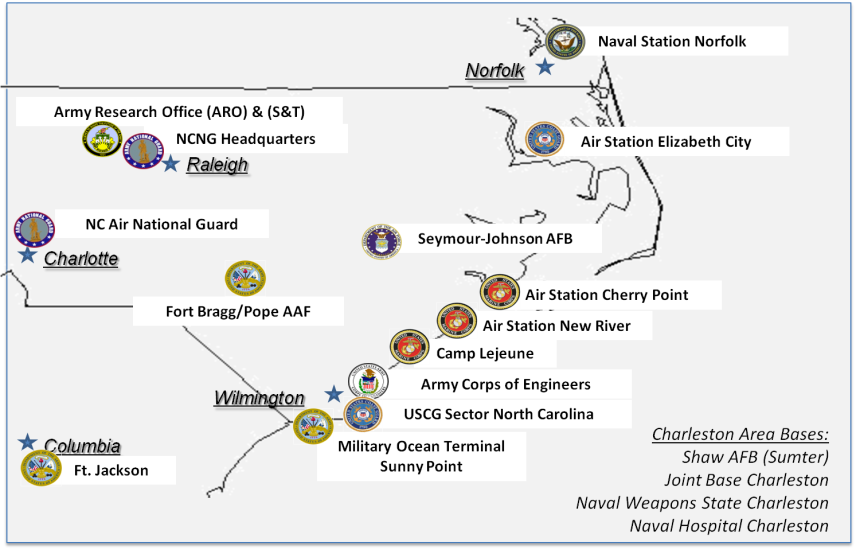 Naval Station Norfolk
Norfolk
Army Research Office (ARO) & (S&T)
NCNG Headquarters
Raleigh
Air Station Elizabeth City
NC Air National Guard
Charlotte
Seymour-Johnson AFB
Fort Bragg/Pope AAF
Air Station Cherry Point
Air Station New River
Camp Lejeune
Army Corps of Engineers
Wilmington
USCG Sector North Carolina
Military Ocean Terminal
Sunny Point
Columbia
Ft. Jackson
Charleston Area Bases:
Shaw AFB (Sumter)
Joint Base Charleston
Naval Weapons State Charleston
Naval Hospital Charleston